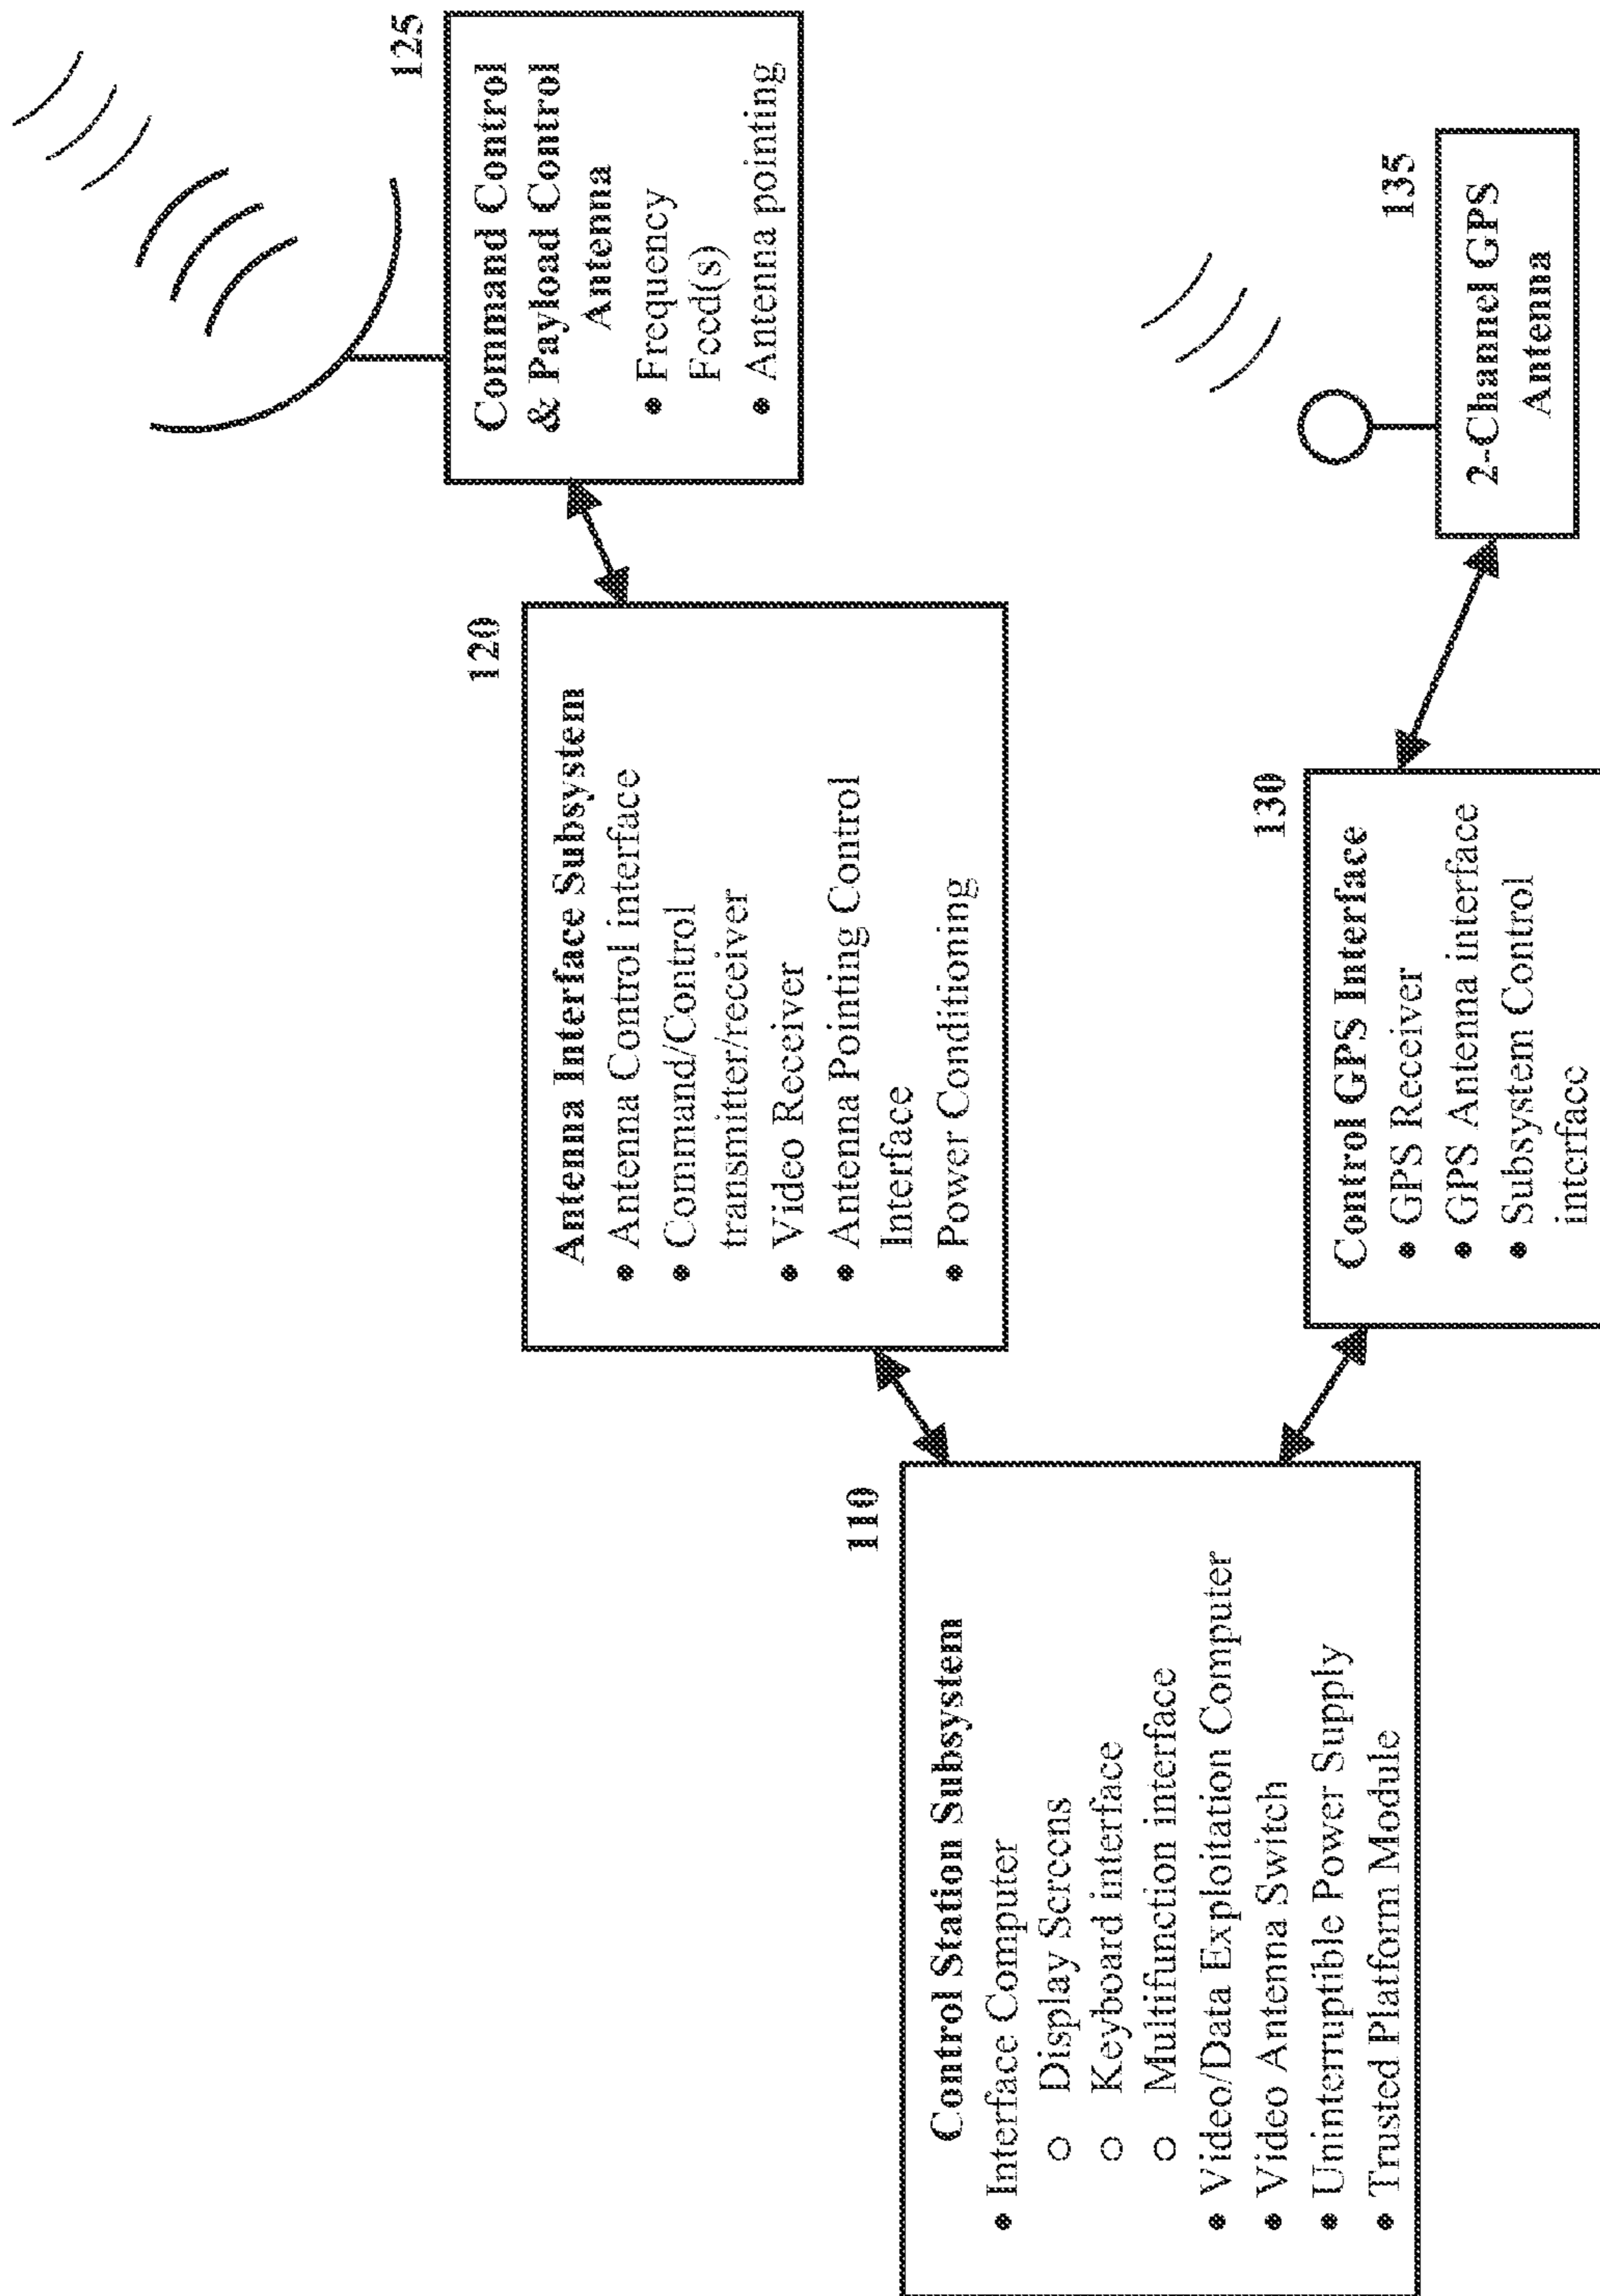 110
Control Station Subsystem
• Interface Computer
○ Display Screens
○ Keyboard interface
○ Multifunction interface
• Video/Data Exploitation Computer
• Video Antenna Switch
• Uninterruptible Power Supply
• Trusted Platform Module
120
Antenna Interface Subsystem
• Antenna Control interface
• Command/Control
transmitter/receiver
• Video Receiver
• Antenna Pointing Control
Interface
• Power Conditioning
125
Command Control
& Payload Control
Antenna
• Frequency
Feed(s)
• Antenna pointing
130
Control GPS Interface
• GPS Receiver
• GPS Antenna interface
• Subsystem Control
interface
135
2-Channel GPS
Antenna